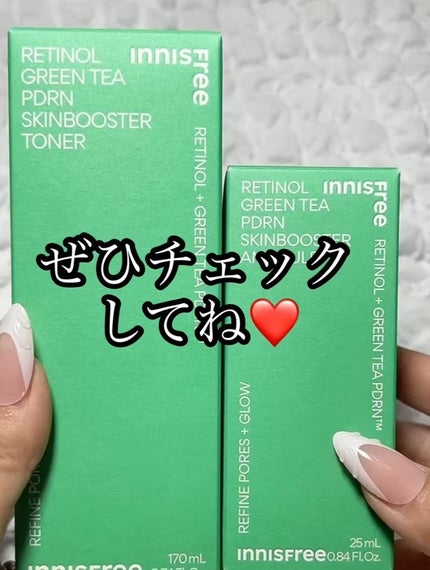 RETINOL
GREEN TEA
PDRN
SKINBOOSTER
TONER
innisfree
RETINOL + GREEN TEA
REFINE
170 mL
innisfree
RETINOL
GREEN TEA
PDRN
SKINBOOSTER
innisfree
RETINOL + GREEN TEA PDRN™
REFINE PORES + GLOW
25 mL
innisfree 0.84 Fl.Oz.
ぜひチェック
してね❤️